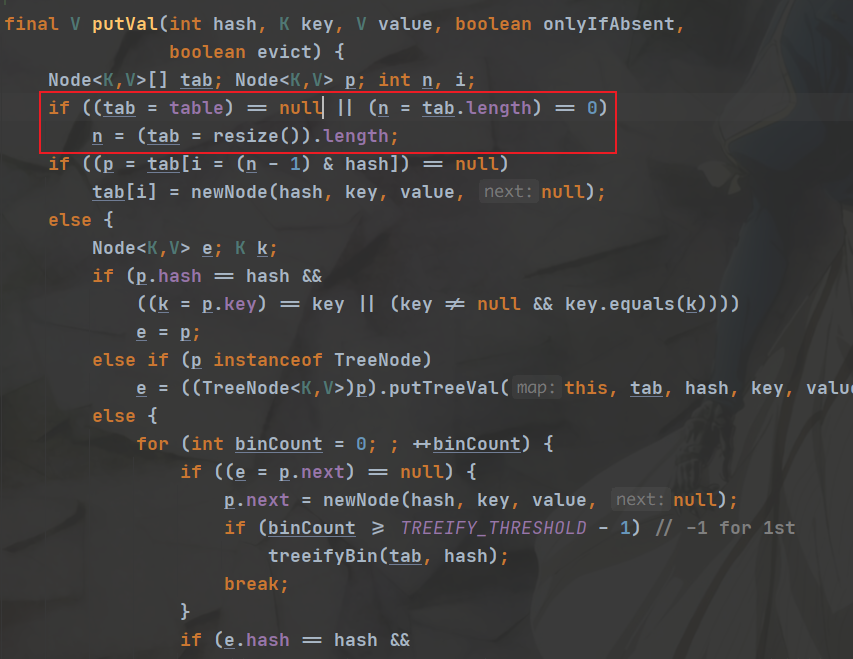 final V putVal(int hash, K key, V value, boolean onlyIfAbsent,
boolean evict) {
Node<K,V>[] tab; Node<K,V> p; int n, i;
if ((tab = table) == null || (n = tab.length) == 0)
n = (tab = resize()).length;
if ((p = tab[i = (n - 1) & hash]) == null)
tab[i] = newNode(hash, key, value, next: null);
else {
Node<K,V> e; K k;
if (p.hash == hash &&
((k = p.key) == key || (key != null && key.equals(k))))
e = p;
else if (p instanceof TreeNode)
e = ((TreeNode<K,V>)p).putTreeVal( map: this, tab, hash, key, valu
else {
for (int binCount = 0; ; ++binCount) {
if ((e = p.next) == null) {
p.next = newNode(hash, key, value, next: null);
if (binCount >= TREEIFY_THRESHOLD - 1) // -1 for 1st
treeifyBin(tab, hash);
break;
}
if (e.hash == hash &&